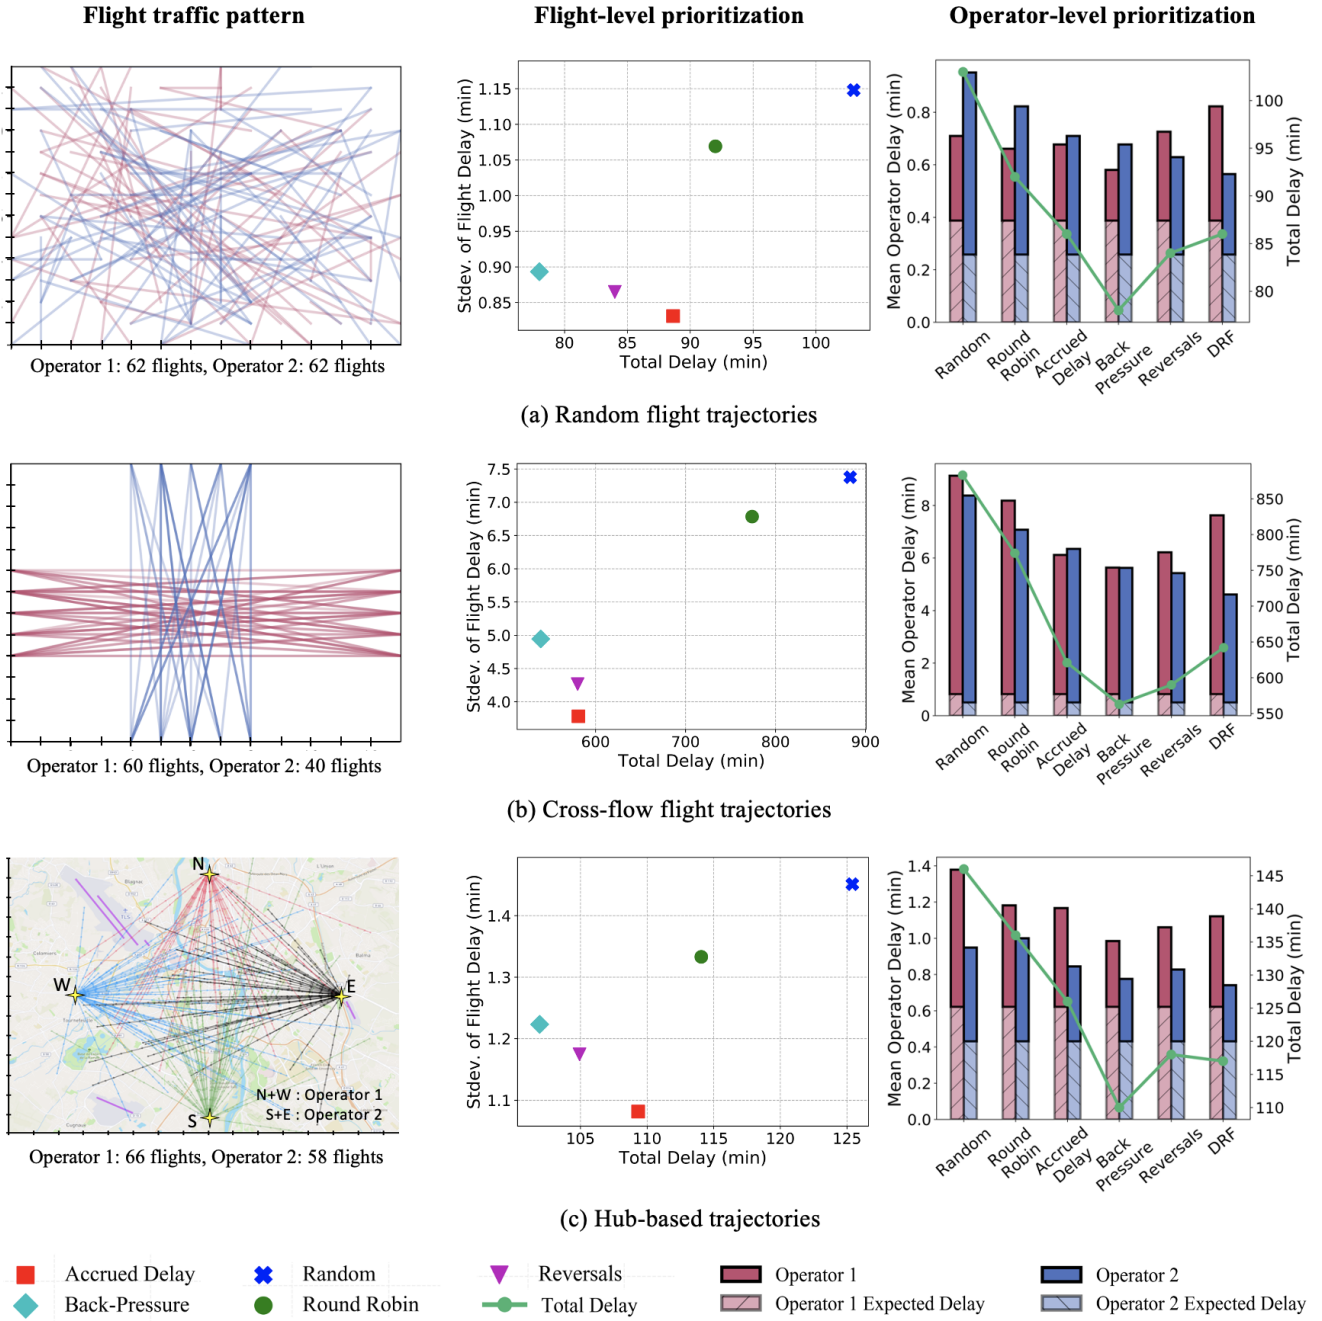 Flight traffic pattern
Flight-level prioritization
Operator-level prioritization
Operator 1: 62 flights, Operator 2: 62 flights
Stdev. of Flight Delay (min)
1.15
1.10
1.05
1.00
0.95
0.90
0.85
80 85 90 95 100
Total Delay (min)
Mean Operator Delay (min)
0.8
0.6
0.4
0.2
0.0
100
95
90
85
80
Total Delay (min)
Random
Round Robin
Accrued Delay
Back Pressure
Reversals
DRF
(a) Random flight trajectories
Operator 1: 60 flights, Operator 2: 40 flights
Stdev. of Flight Delay (min)
7.5
7.0
6.5
6.0
5.5
5.0
4.5
4.0
600 700 800 900
Total Delay (min)
Mean Operator Delay (min)
8
6
4
2
0
850
800
750
700
650
600
550
Total Delay (min)
Random
Round Robin
Accrued Delay
Back Pressure
Reversals
DRF
(b) Cross-flow flight trajectories
N
W
E
S
N+W : Operator 1
S+E : Operator 2
Operator 1: 66 flights, Operator 2: 58 flights
Stdev. of Flight Delay (min)
1.4
1.3
1.2
1.1
105 110 115 120 125
Total Delay (min)
Mean Operator Delay (min)
1.4
1.2
1.0
0.8
0.6
0.4
0.2
0.0
145
140
135
130
125
120
115
110
Total Delay (min)
Random
Round Robin
Accrued Delay
Back Pressure
Reversals
DRF
(c) Hub-based trajectories
Accrued Delay
Random
Reversals
Operator 1
Operator 2
Back-Pressure
Round Robin
Total Delay
Operator 1 Expected Delay
Operator 2 Expected Delay